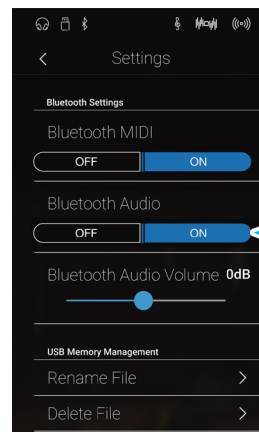 Settings
Bluetooth Settings
Bluetooth MIDI
OFF ON
Bluetooth Audio
OFF ON
Bluetooth Audio Volume 0dB
USB Memory Management
Rename File
Delete File